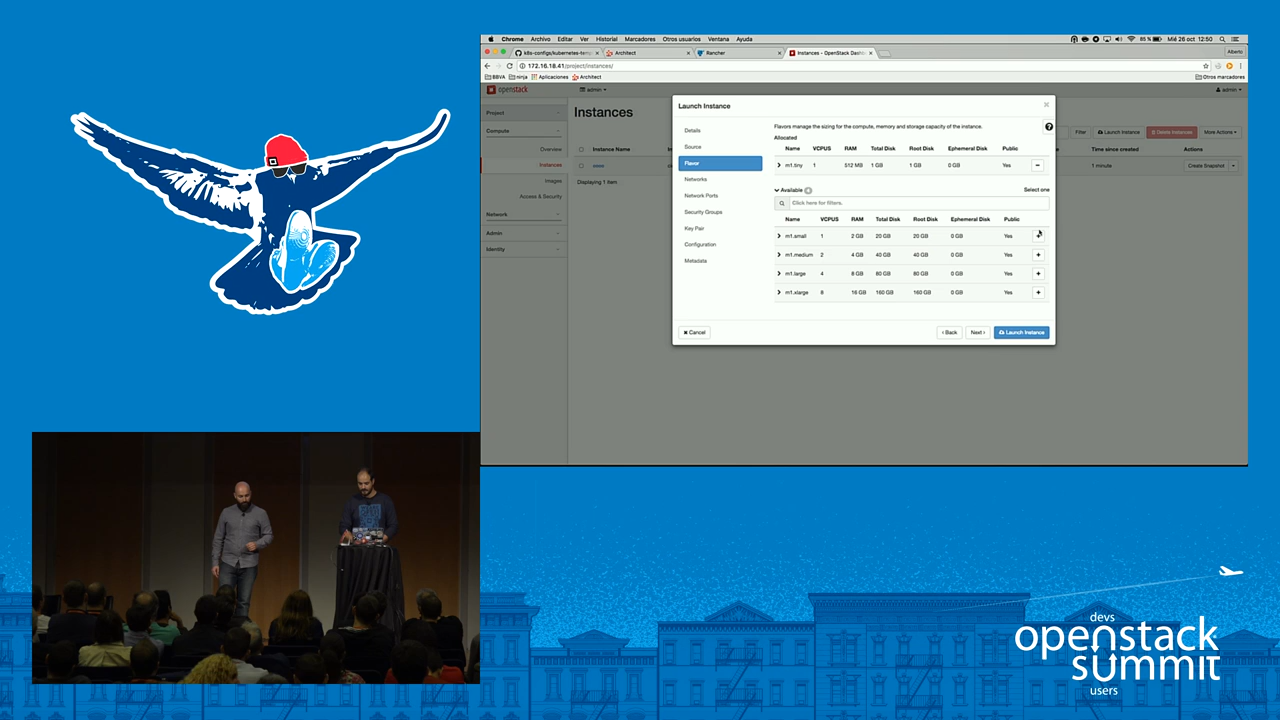 Chrome Archivo Editar Ver Historial Marcadores Otros usuarios Ventana Ayuda 85 % Mié 26 oct 12:50
k8s-configs/kubernetes-temp Architect Rancher Instances - OpenStack Dashb Alberto
172.16.18.41/project/instances/
BBVA ninja Aplicaciones Architect Otros marcadores
openstack admin admin
Project
Compute
Overview
Instances
Images
Access & Security
Network
Admin
Identity
Instances
Filter Launch Instance Delete Instances More Actions
Instance Name Time since created Actions
1 minute Create Snapshot
Displaying 1 item
Launch Instance
Details
Source
Flavor
Networks
Network Ports
Security Groups
Key Pair
Configuration
Metadata
Flavors manage the sizing for the compute, memory and storage capacity of the instance.
Allocated
Name VCPUS RAM Total Disk Root Disk Ephemeral Disk Public
m1.tiny 1 512 MB 1 GB 1 GB 0 GB Yes
Available 4 Select one
Click here for filters.
Name VCPUS RAM Total Disk Root Disk Ephemeral Disk Public
m1.small 1 2 GB 20 GB 20 GB 0 GB Yes
m1.medium 2 4 GB 40 GB 40 GB 0 GB Yes
m1.large 4 8 GB 80 GB 80 GB 0 GB Yes
m1.xlarge 8 16 GB 160 GB 160 GB 0 GB Yes
Cancel Back Next Launch Instance
devs
openstack
summit
users